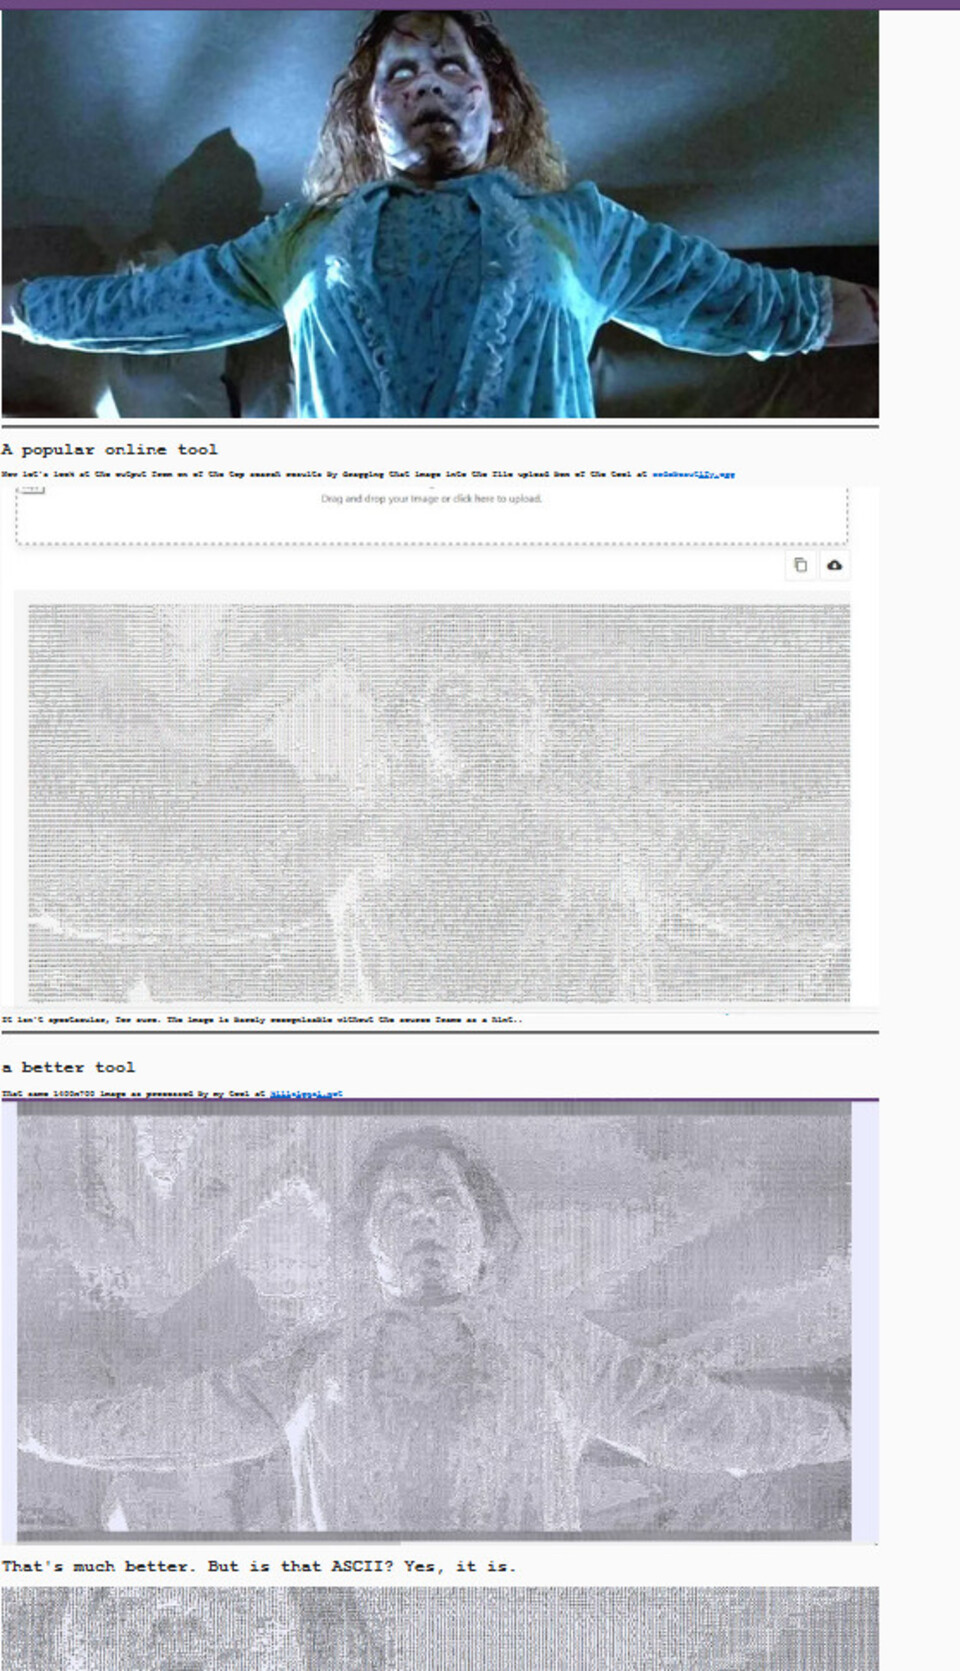 A popular online tool
Now let's look at the output from on of the top search results by dragging that image into the file upload box of the tool at codebeautify.org
Drag and drop your image or click here to upload.
It isn't spectacular, for sure. The image is barely recognizable without the source frame as a hint..
a better tool
That same 1400x700 image as processed by my tool at
That's much better. But is that ASCII? Yes, it is.